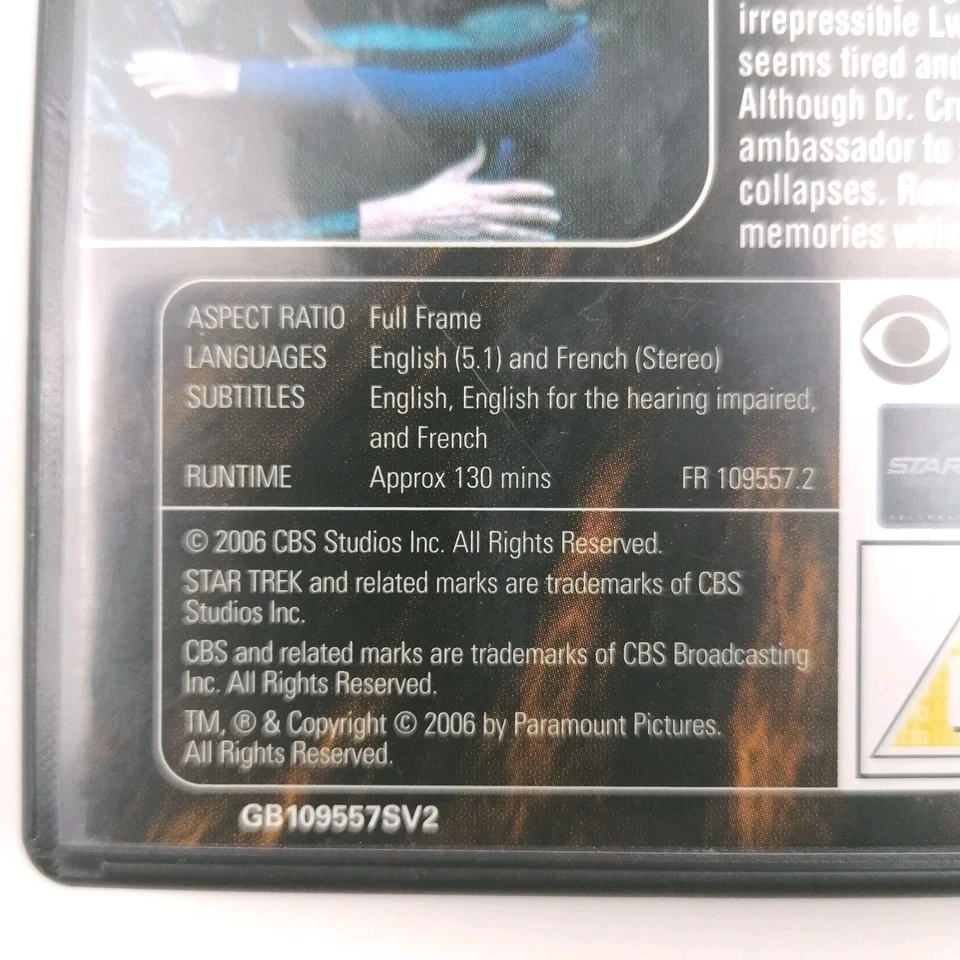 irrepressible
seems tired and
Although Dr.
ambassador to
collapses.
memories
ASPECT RATIO Full Frame
LANGUAGES English (5.1) and French (Stereo)
SUBTITLES English, English for the hearing impaired,
and French
RUNTIME Approx 130 mins FR 109557.2
© 2006 CBS Studios Inc. All Rights Reserved.
STAR TREK and related marks are trademarks of CBS
Studios Inc.
CBS and related marks are trademarks of CBS Broadcasting
Inc. All Rights Reserved.
TM, ® & Copyright © 2006 by Paramount Pictures.
All Rights Reserved.
GB109557SV2
STAR